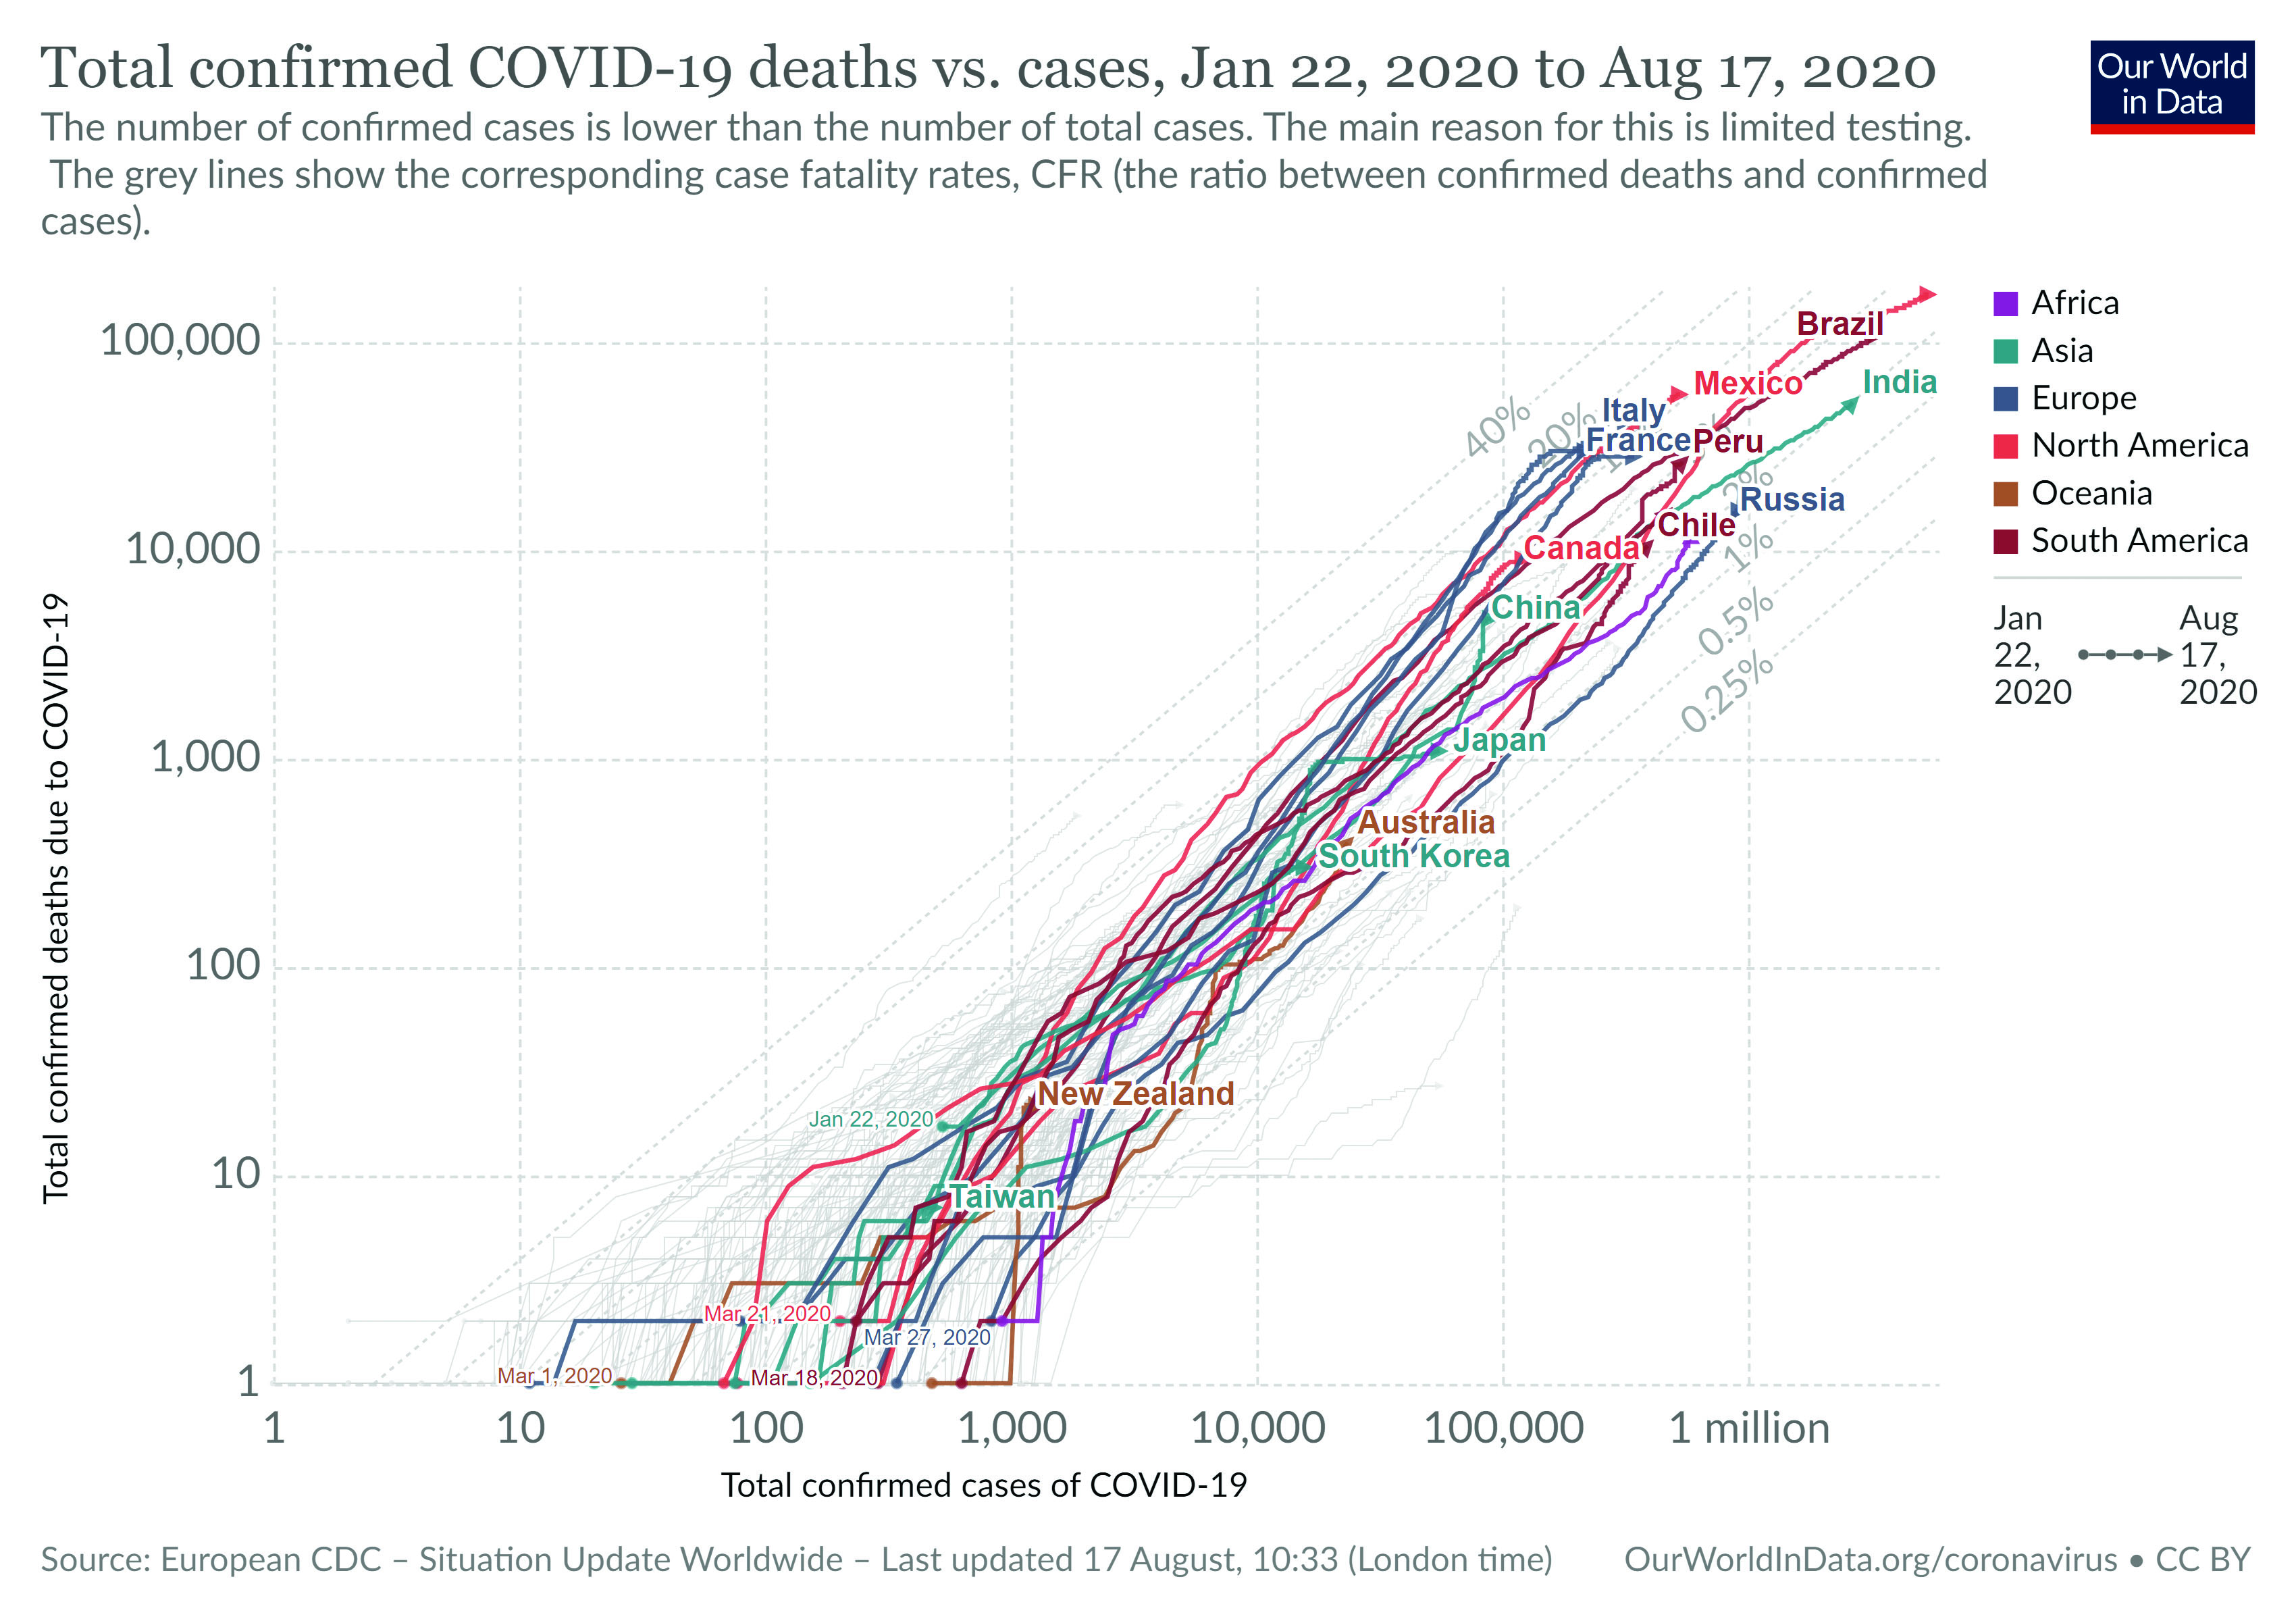 Total confirmed COVID-19 deaths vs. cases, Jan 22, 2020 to Aug 17, 2020
Our World
in Data
The number of confirmed cases is lower than the number of total cases. The main reason for this is limited testing.
The grey lines show the corresponding case fatality rates, CFR (the ratio between confirmed deaths and confirmed
cases).
Total confirmed deaths due to COVID-19
100,000
10,000
1,000
100
10
1
Brazil
Mexico
India
Italy
France
Peru
Russia
Chile
Canada
China
Japan
Australia
South Korea
New Zealand
Taiwan
40%
20%
2%
1%
0.5%
0.25%
Jan 22, 2020
Mar 21, 2020
Mar 27, 2020
Mar 1, 2020
Mar 18, 2020
1
10
100
1,000
10,000
100,000
1 million
Total confirmed cases of COVID-19
Africa
Asia
Europe
North America
Oceania
South America
Jan
22,
2020
Aug
17,
2020
Source: European CDC – Situation Update Worldwide – Last updated 17 August, 10:33 (London time)
OurWorldInData.org/coronavirus • CC BY